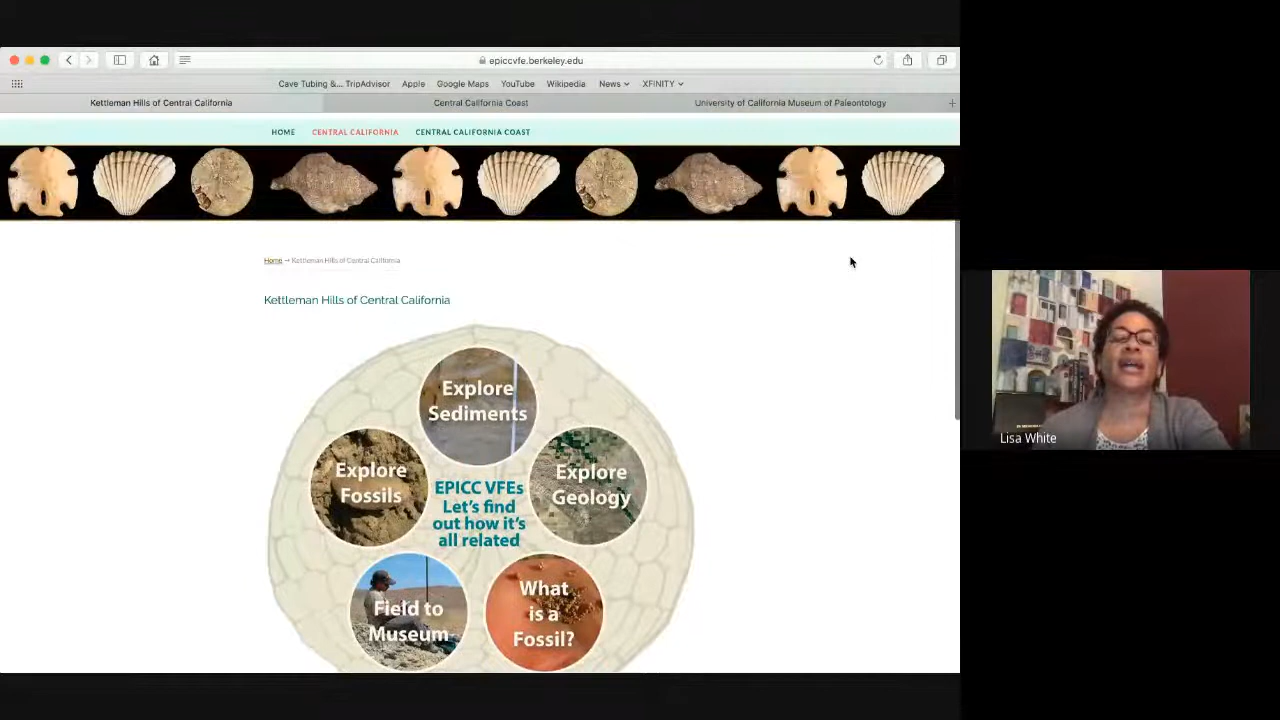 epiccvfe.berkeley.edu
Cave Tubing &... TripAdvisor Apple Google Maps YouTube Wikipedia News XFINITY
Kettleman Hills of Central California Central California Coast University of California Museum of Paleontology
HOME CENTRAL CALIFORNIA CENTRAL CALIFORNIA COAST
Home → Kettleman Hills of Central California
Kettleman Hills of Central California
Explore
Sediments
Explore
Fossils
Explore
Geology
EPICC VFEs
Let's find
out how it's
all related
Field to
Museum
What
is a
Fossil?
Lisa White